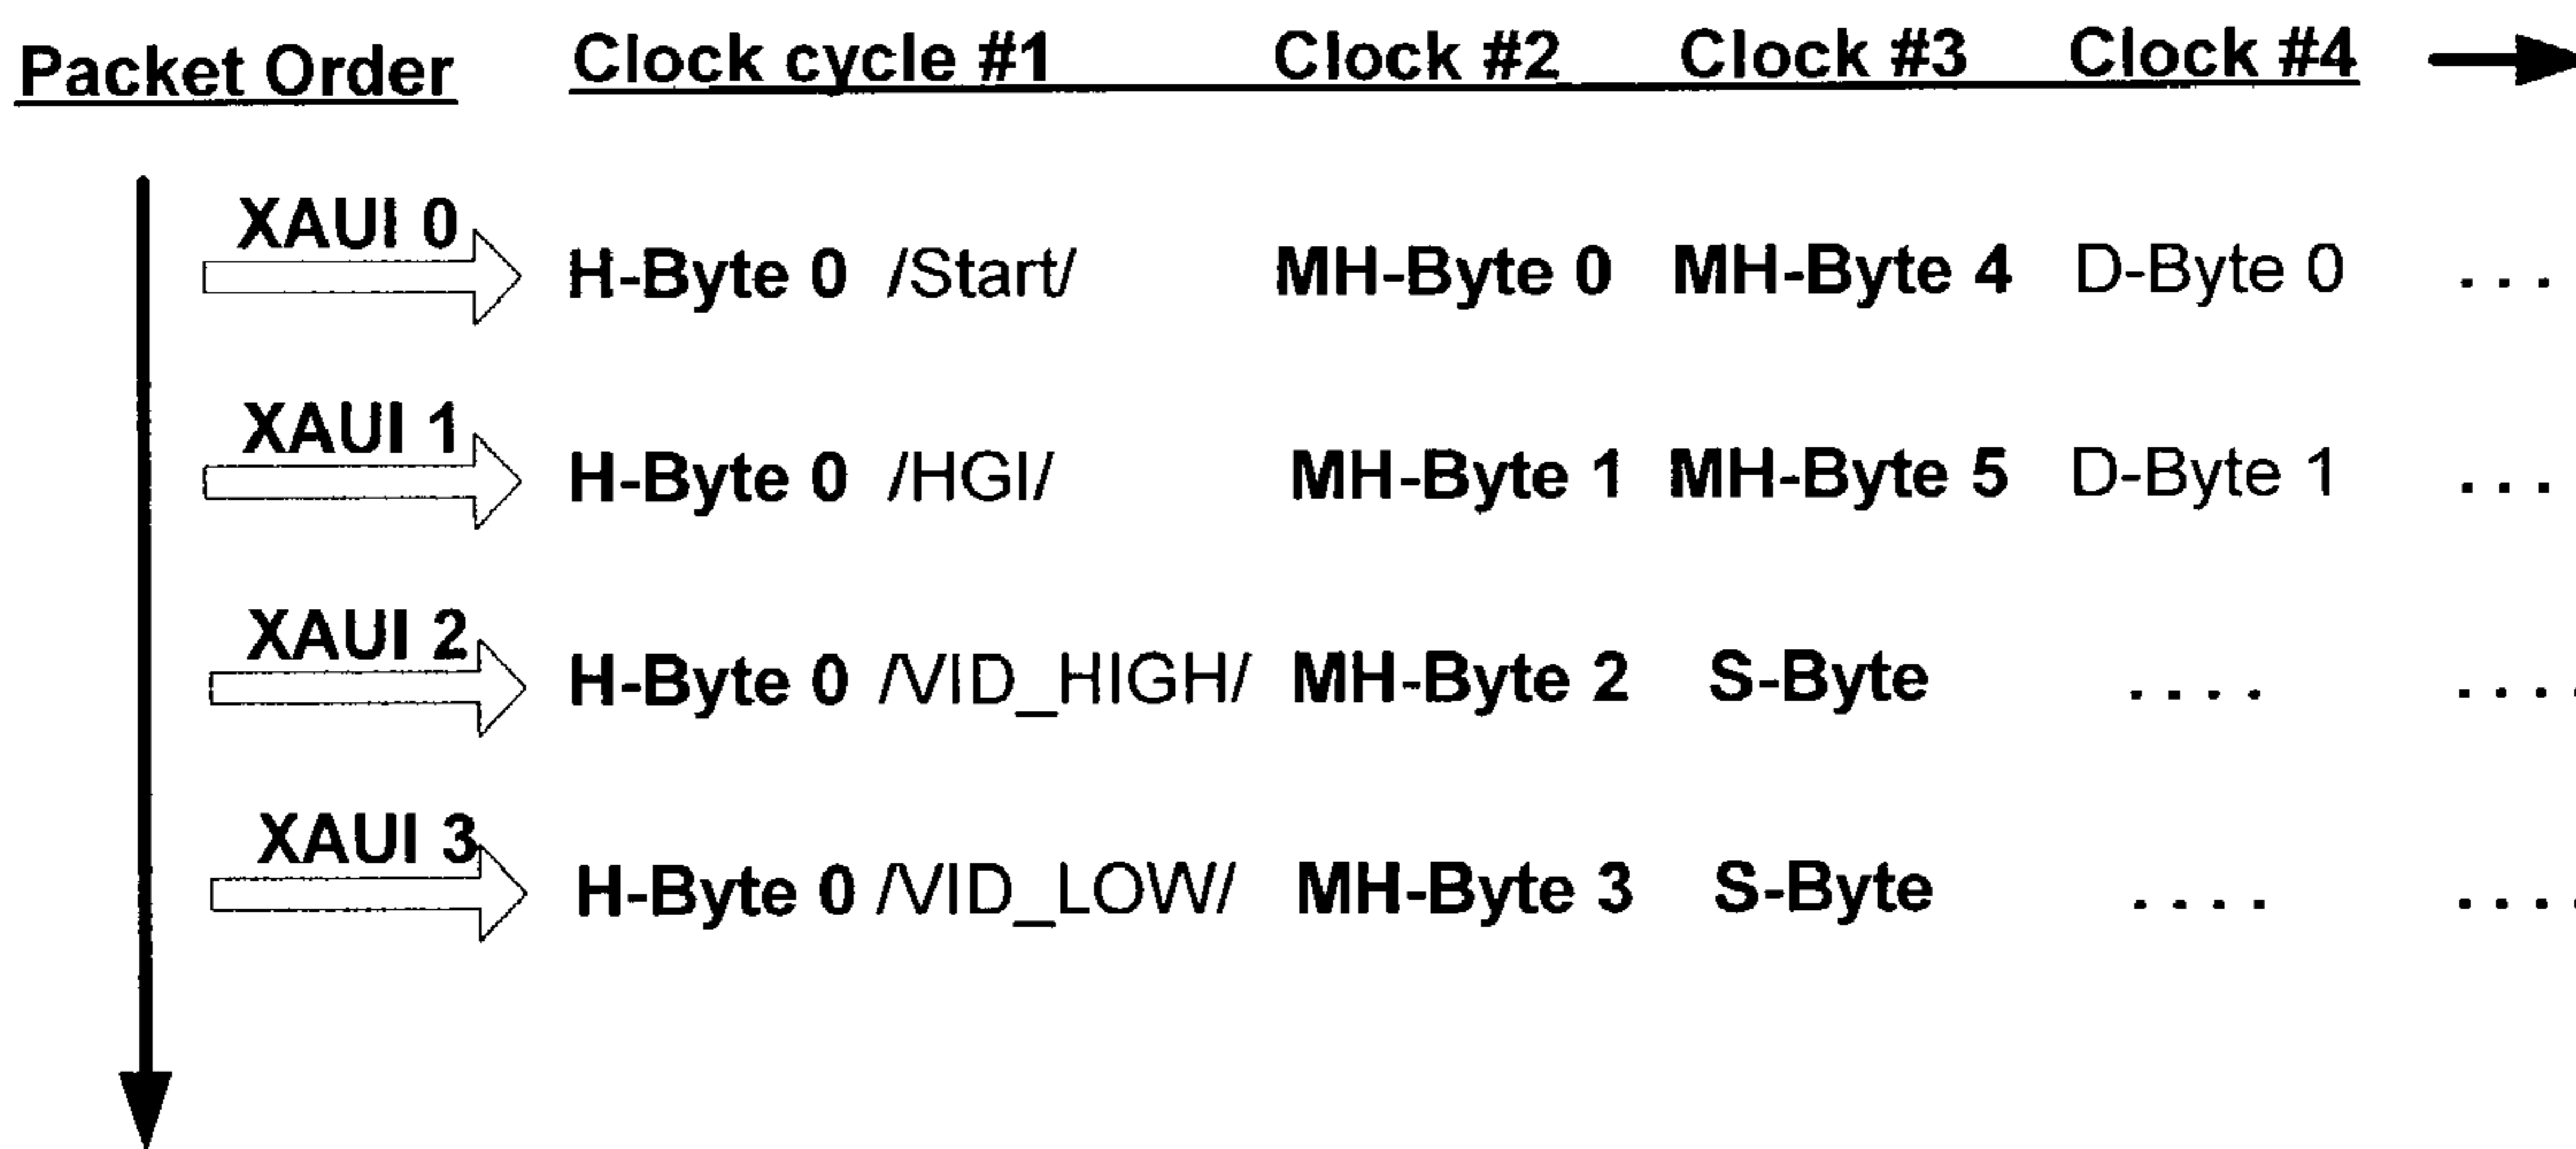 Packet Order Clock cycle #1 Clock #2 Clock #3 Clock #4
XAUI 0 H-Byte 0 /Start/ MH-Byte 0 MH-Byte 4 D-Byte 0 . . .
XAUI 1 H-Byte 0 /HGI/ MH-Byte 1 MH-Byte 5 D-Byte 1 . . .
XAUI 2 H-Byte 0 /VID_HIGH/ MH-Byte 2 S-Byte . . . . . . . .
XAUI 3 H-Byte 0 /VID_LOW/ MH-Byte 3 S-Byte . . . . . . . .